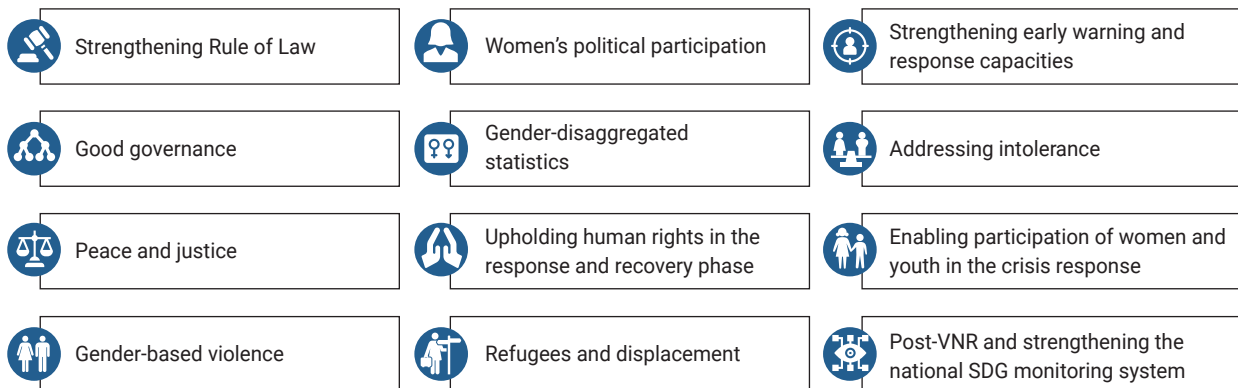 Strengthening Rule of Law
Women's political participation
Strengthening early warning and
response capacities
Good governance
Gender-disaggregated
statistics
Addressing intolerance
Peace and justice
Upholding human rights in the
response and recovery phase
Enabling participation of women and
youth in the crisis response
Gender-based violence
Refugees and displacement
Post-VNR and strengthening the
national SDG monitoring system